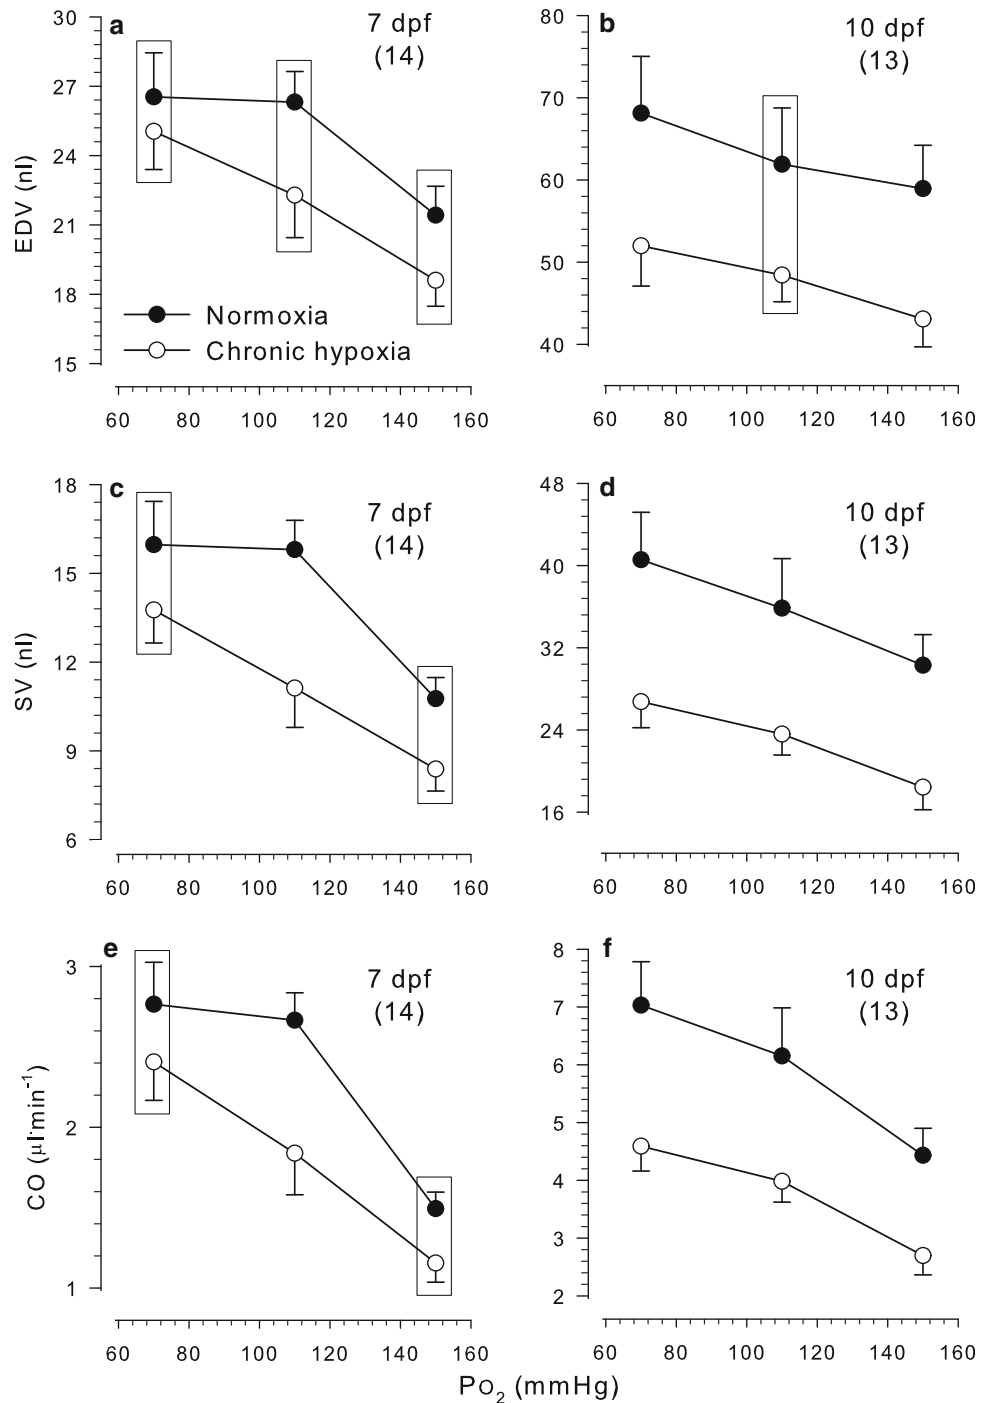 a
7 dpf
(14)
30
27
24
21
18
15
EDV (nl)
Normoxia
Chronic hypoxia
60 80 100 120 140 160
b
10 dpf
(13)
80
70
60
50
40
60 80 100 120 140 160
c
7 dpf
(14)
18
15
12
9
6
SV (nl)
60 80 100 120 140 160
d
10 dpf
(13)
48
40
32
24
16
60 80 100 120 140 160
e
7 dpf
(14)
3
2
1
CO (μl·min⁻¹)
60 80 100 120 140 160
f
10 dpf
(13)
8
7
6
5
4
3
2
60 80 100 120 140 160
PO₂ (mmHg)